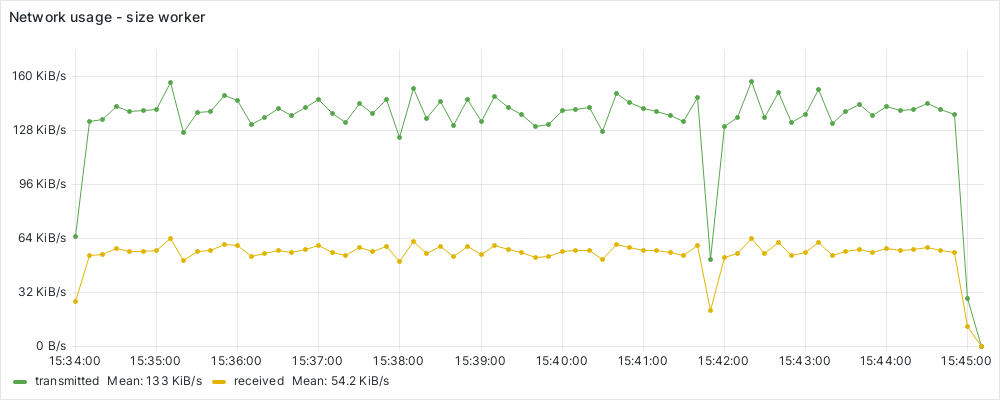 Network usage - size worker
160 KiB/s
128 KiB/s
96 KiB/s
64 KiB/s
32 KiB/s
0 B/s
15:34:00 15:35:00 15:36:00 15:37:00 15:38:00 15:39:00 15:40:00 15:41:00 15:42:00 15:43:00 15:44:00 15:45:00
transmitted Mean: 133 KiB/s received Mean: 54.2 KiB/s